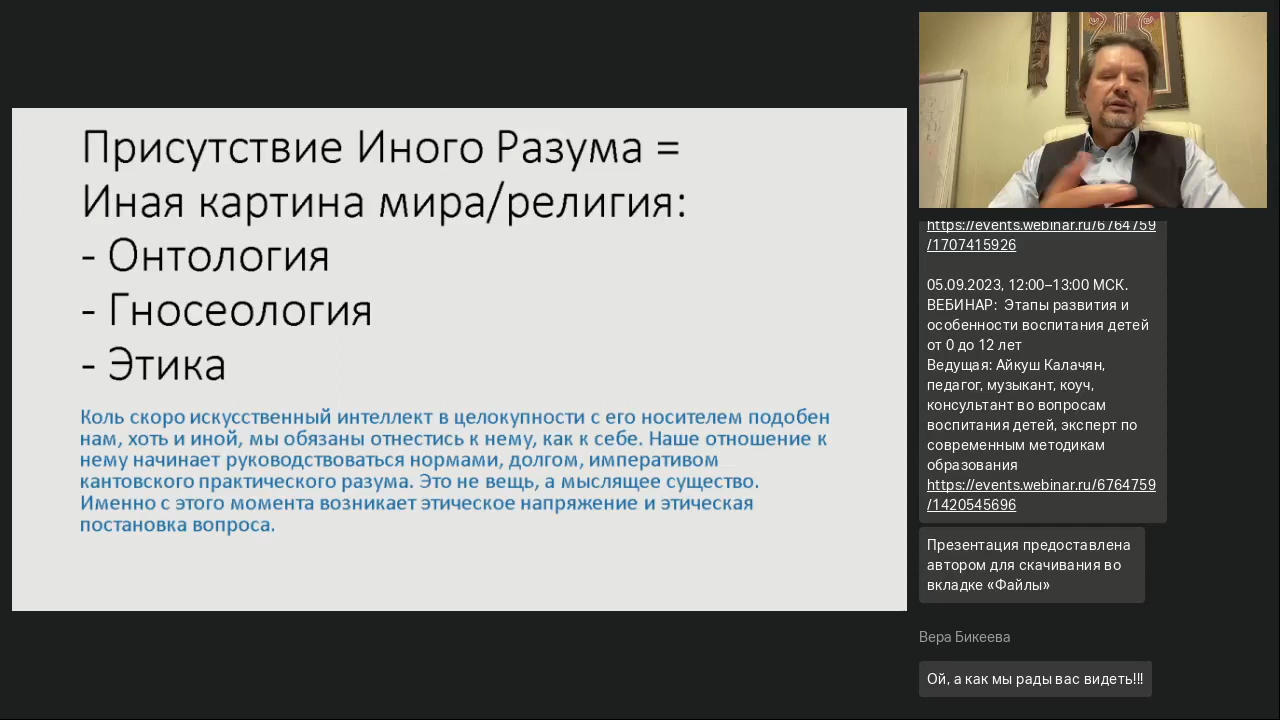 Присутствие Иного Разума =
Иная картина мира/религия:
- Онтология
- Гносеология
- Этика
Коль скоро искусственный интеллект в целокупности с его носителем подобен
нам, хоть и иной, мы обязаны отнестись к нему, как к себе. Наше отношение к
нему начинает руководствоваться нормами, долгом, императивом
кантовского практического разума. Это не вещь, а мыслящее существо.
Именно с этого момента возникает этическое напряжение и этическая
постановка вопроса.
https://events.webinar.ru/6764759
/1707415926
05.09.2023, 12:00–13:00 МСК.
ВЕБИНАР:  Этапы развития и
особенности воспитания детей
от 0 до 12 лет
Ведущая: Айкуш Калачян,
педагог, музыкант, коуч,
консультант во вопросам
воспитания детей, эксперт по
современным методикам
образования
https://events.webinar.ru/6764759
/1420545696
Презентация предоставлена
автором для скачивания во
вкладке «Файлы»
Вера Бикеева
Ой, а как мы рады вас видеть!!!